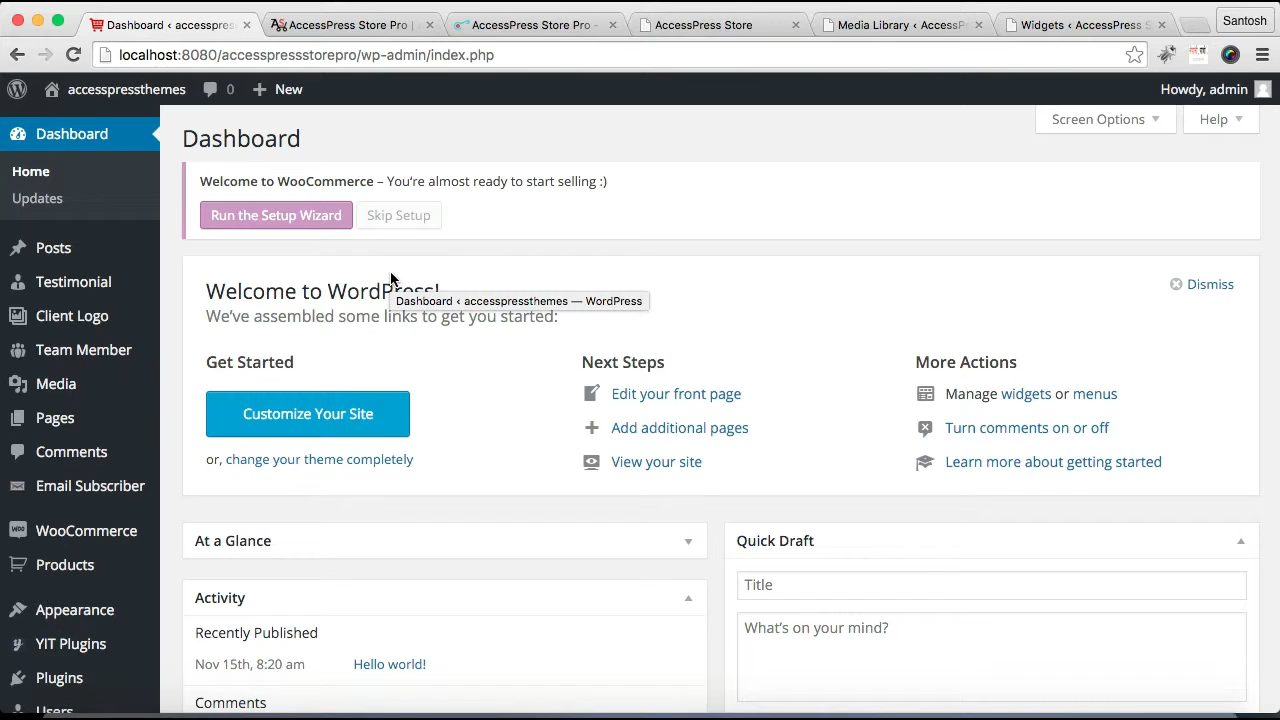 Dashboard ‹ accesspres
AccessPress Store Pro |
AccessPress Store Pro -
AccessPress Store
Media Library ‹ AccessP
Widgets ‹ AccessPress S
Santosh
localhost:8080/accesspressstorepro/wp-admin/index.php
accesspressthemes
0
New
Howdy, admin
Dashboard
Home
Updates
Posts
Testimonial
Client Logo
Team Member
Media
Pages
Comments
Email Subscriber
WooCommerce
Products
Appearance
YIT Plugins
Plugins
Users
Screen Options
Help
Dashboard
Welcome to WooCommerce – You're almost ready to start selling :)
Run the Setup Wizard
Skip Setup
Welcome to WordPress!
Dashboard ‹ accesspressthemes — WordPress
We've assembled some links to get you started:
Dismiss
Get Started
Customize Your Site
or, change your theme completely
Next Steps
Edit your front page
Add additional pages
View your site
More Actions
Manage widgets or menus
Turn comments on or off
Learn more about getting started
At a Glance
Activity
Recently Published
Nov 15th, 8:20 am Hello world!
Comments
Quick Draft
Title
What's on your mind?